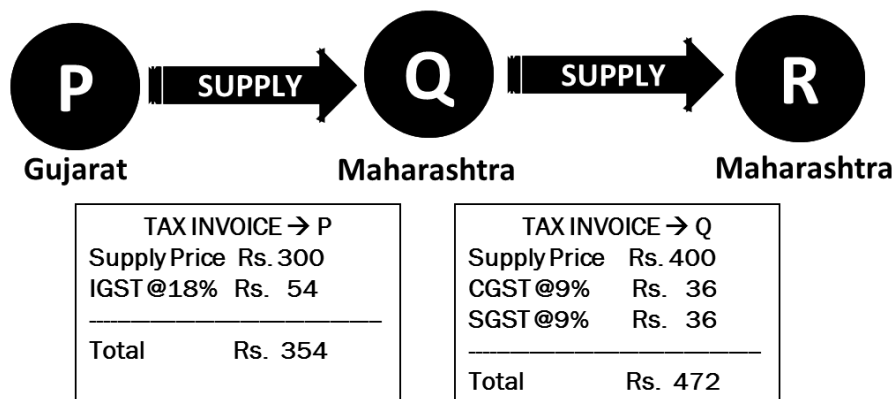 P SUPPLY Q SUPPLY R
Gujarat Maharashtra Maharashtra
TAX INVOICE → P
Supply Price Rs. 300
IGST @18% Rs. 54
Total Rs. 354
TAX INVOICE → Q
Supply Price Rs. 400
CGST @9% Rs. 36
SGST @9% Rs. 36
Total Rs. 472